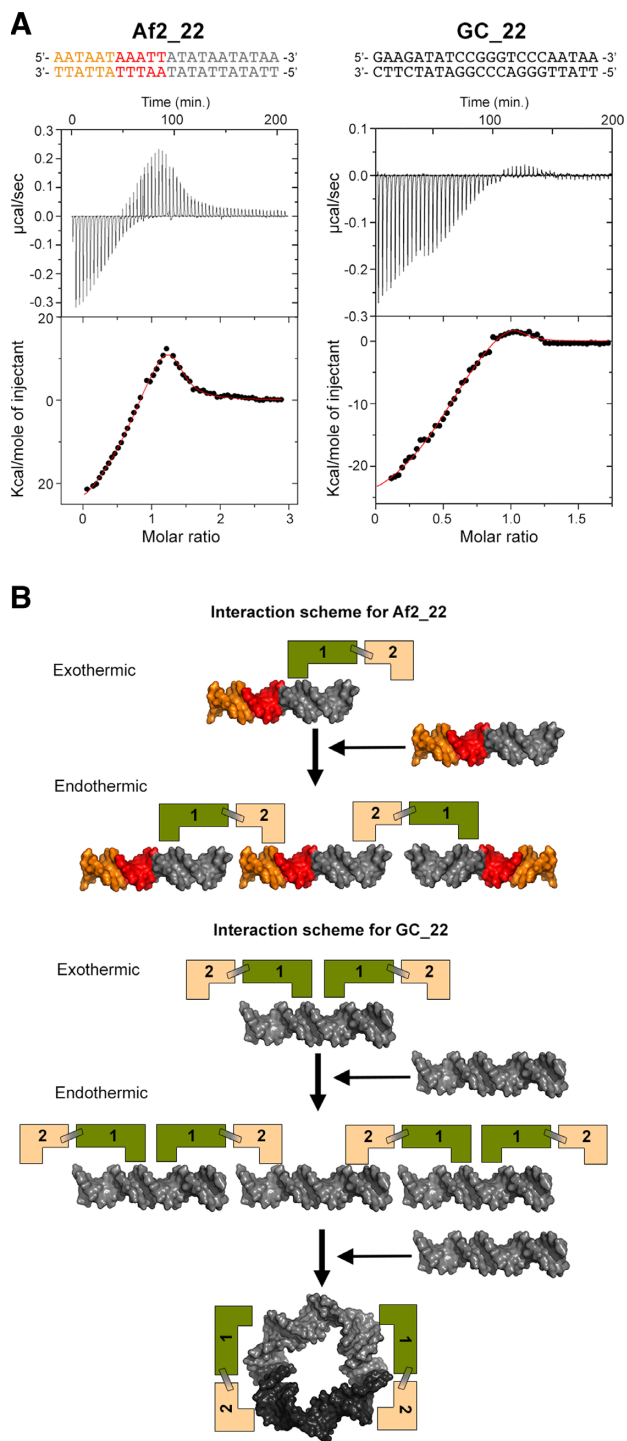 A
Af2_22 GC_22
5'-AATAATAAATTATATAATATAA-3' 5'-GAAGATATCCGGGTCCCAATAA-3'
3'-TTATTATTTAATATATTATATT-5' 3'-CTTCTATAGGCCCAGGGTTATT-5'
Time (min.) Time (min.)
0 100 200 0 100 200
0.3 0.1
0.2 0.0
0.1 -0.1
0.0 -0.2
-0.1 -0.3
-0.2
-0.3
µcal/sec µcal/sec
20 0
0 -10
20 -20
Kcal/mole of injectant Kcal/mole of injectant
0 1 2 3 0 0.5 1.0 1.5
Molar ratio Molar ratio
B
Interaction scheme for Af2_22
Exothermic
1 2
Endothermic
1 2 2 1
Interaction scheme for GC_22
Exothermic
2 1 1 2
Endothermic
2 1 1 2 2 1 1 2
1 1
2 2